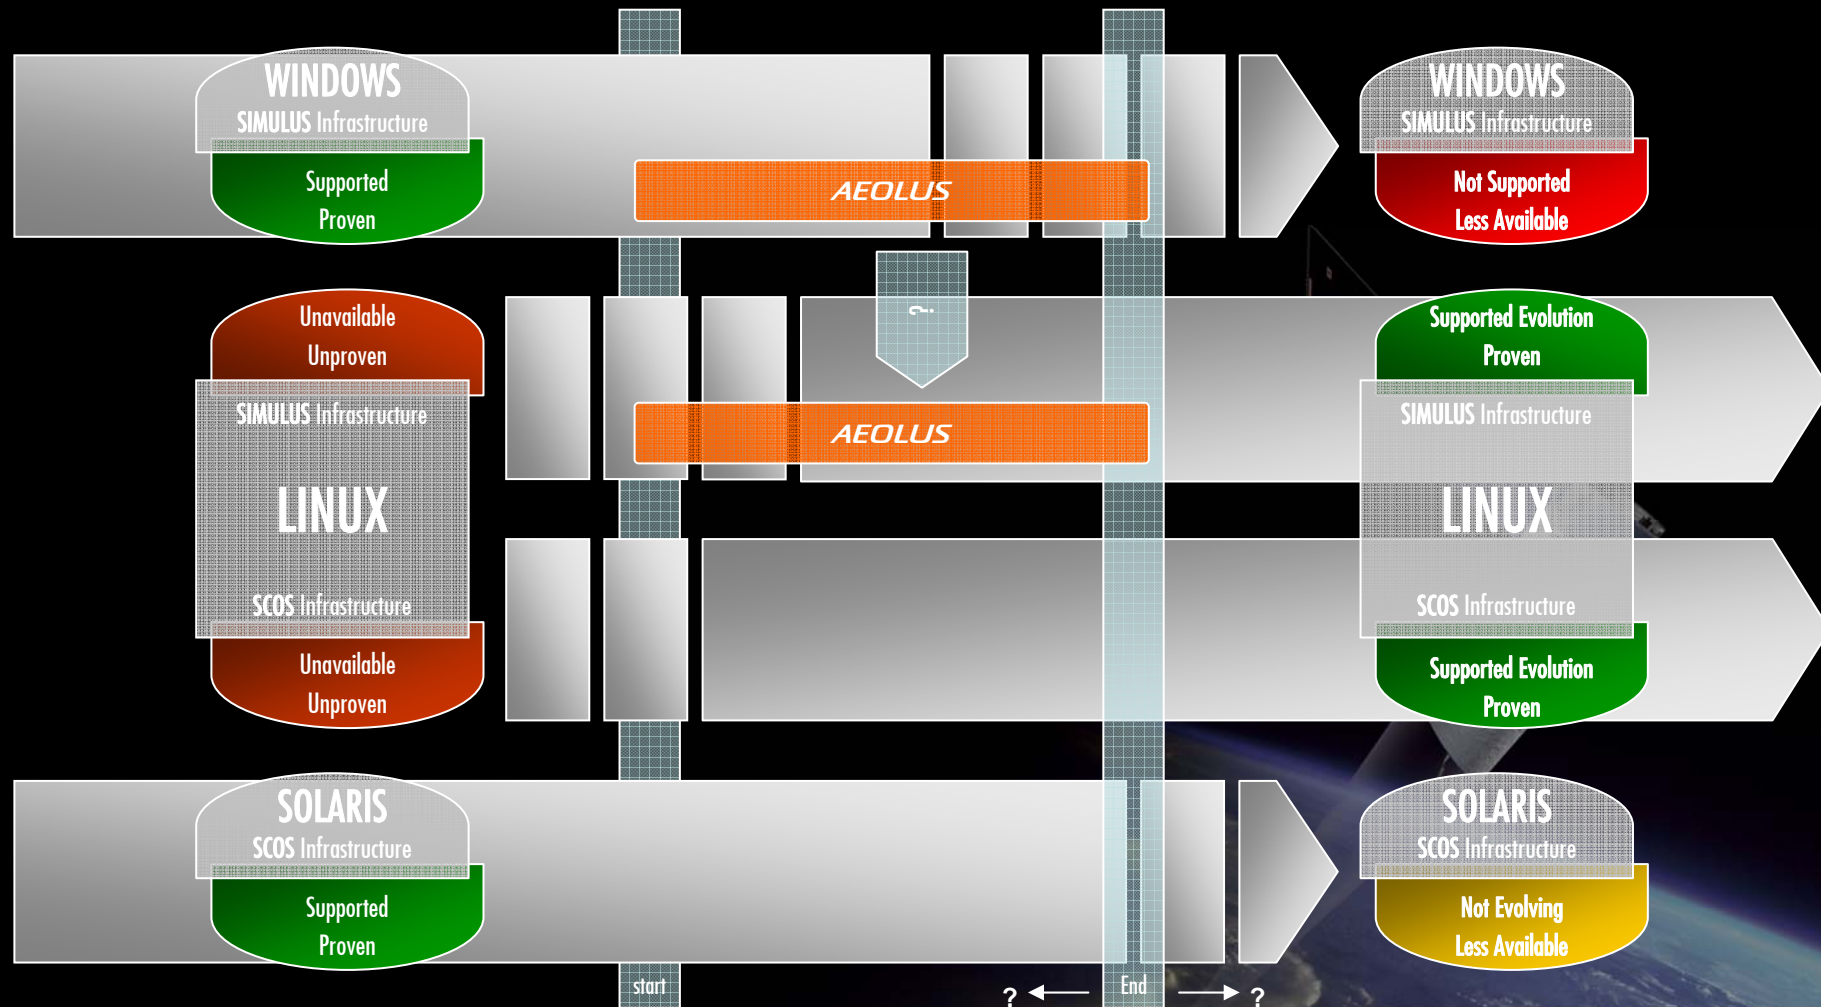 WINDOWS
SIMULUS Infrastructure
Supported
Proven
AEOLUS
WINDOWS
SIMULUS Infrastructure
Not Supported
Less Available
Unavailable
Unproven
SIMULUS Infrastructure
LINUX
SCOS Infrastructure
Unavailable
Unproven
?
AEOLUS
Supported Evolution
Proven
SIMULUS Infrastructure
LINUX
SCOS Infrastructure
Supported Evolution
Proven
SOLARIS
SCOS Infrastructure
Supported
Proven
SOLARIS
SCOS Infrastructure
Not Evolving
Less Available
start
? End ?